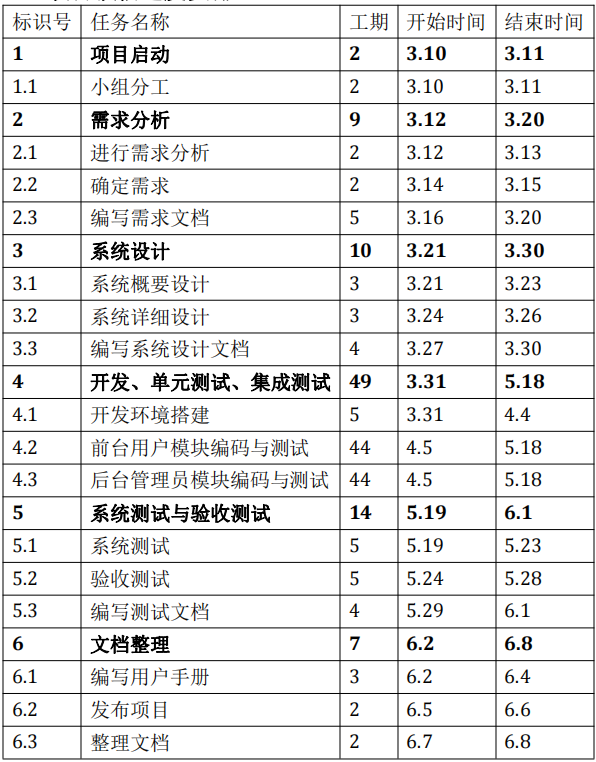 标识号 任务名称 工期 开始时间 结束时间
1 项目启动 2 3.10 3.11
1.1 小组分工 2 3.10 3.11
2 需求分析 9 3.12 3.20
2.1 进行需求分析 2 3.12 3.13
2.2 确定需求 2 3.14 3.15
2.3 编写需求文档 5 3.16 3.20
3 系统设计 10 3.21 3.30
3.1 系统概要设计 3 3.21 3.23
3.2 系统详细设计 3 3.24 3.26
3.3 编写系统设计文档 4 3.27 3.30
4 开发、单元测试、集成测试 49 3.31 5.18
4.1 开发环境搭建 5 3.31 4.4
4.2 前台用户模块编码与测试 44 4.5 5.18
4.3 后台管理员模块编码与测试 44 4.5 5.18
5 系统测试与验收测试 14 5.19 6.1
5.1 系统测试 5 5.19 5.23
5.2 验收测试 5 5.24 5.28
5.3 编写测试文档 4 5.29 6.1
6 文档整理 7 6.2 6.8
6.1 编写用户手册 3 6.2 6.4
6.2 发布项目 2 6.5 6.6
6.3 整理文档 2 6.7 6.8